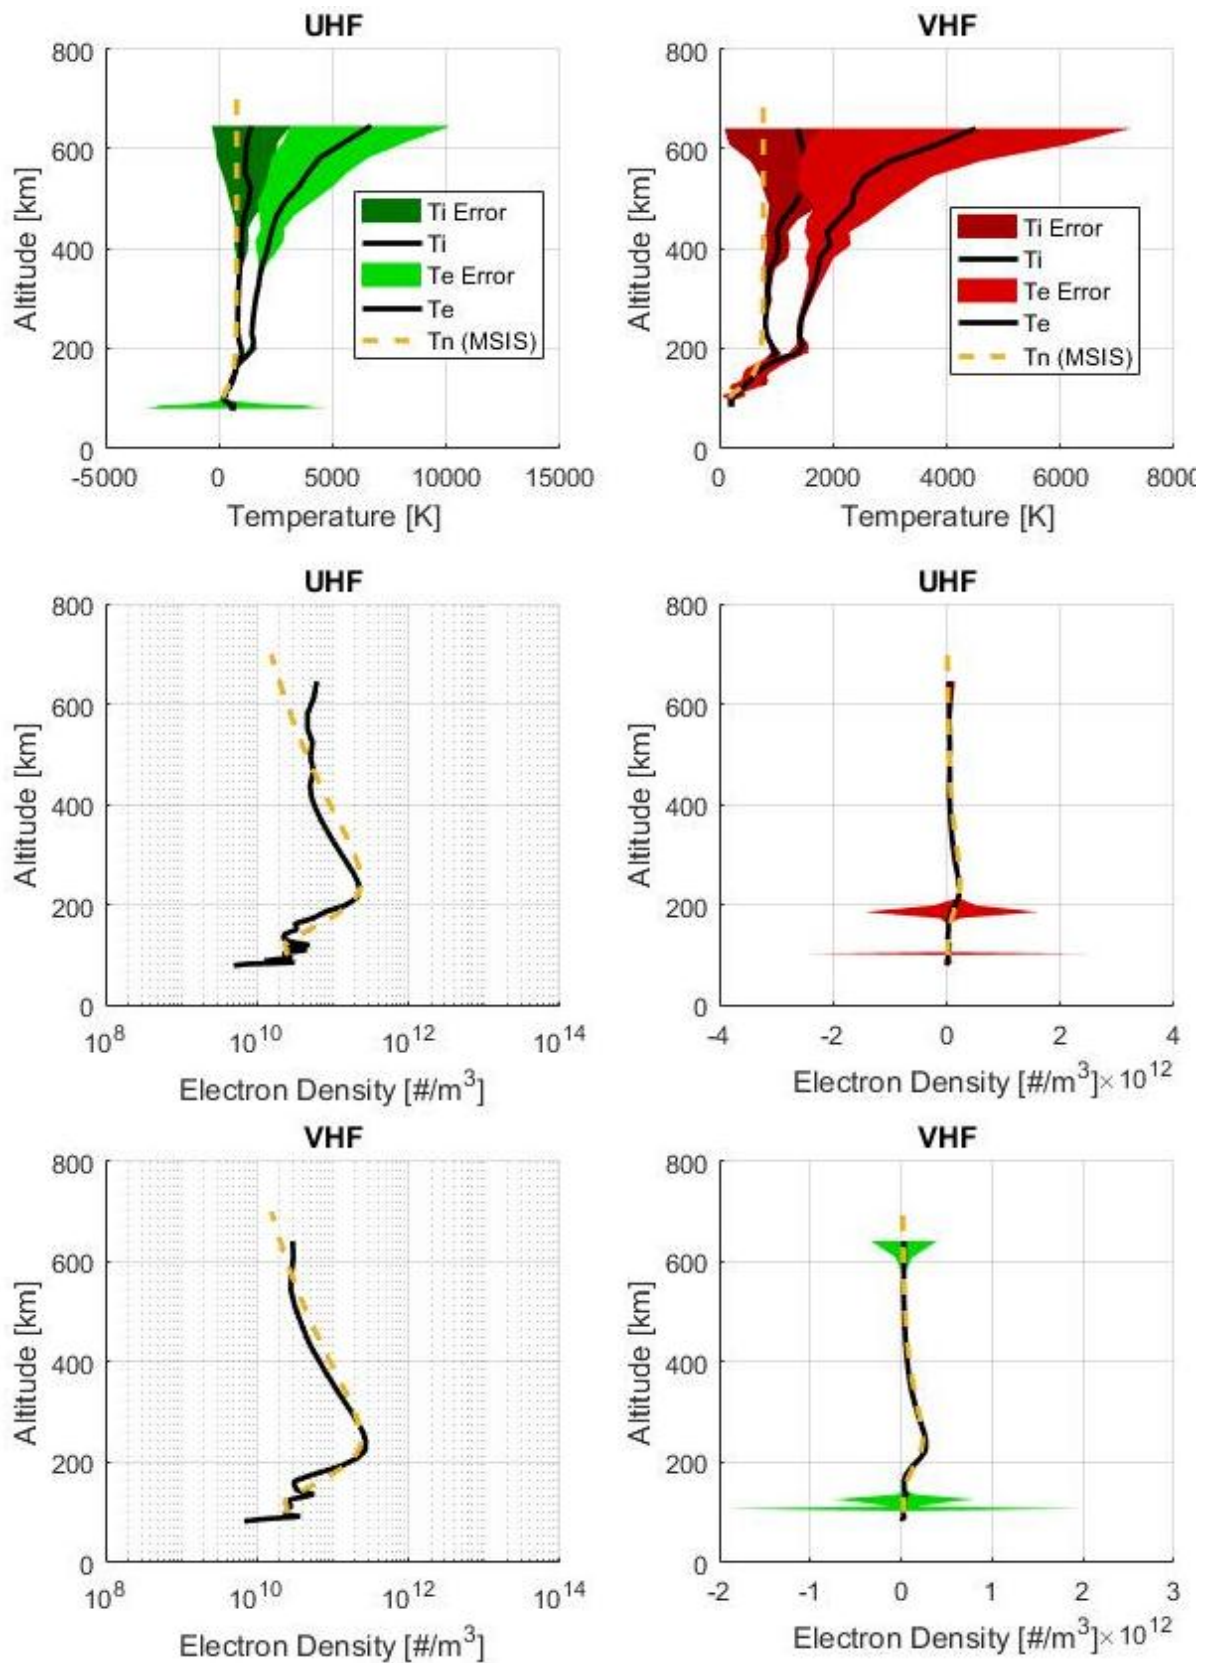 UHF
800
600
400
200
0
Altitude [km]
-5000 0 5000 10000 15000
Temperature [K]
Ti Error
Ti
Te Error
Te
Tn (MSIS)
VHF
800
600
400
200
0
Altitude [km]
0 2000 4000 6000 8000
Temperature [K]
Ti Error
Ti
Te Error
Te
Tn (MSIS)
UHF
800
600
400
200
0
Altitude [km]
10^8 10^10 10^12 10^14
Electron Density [#/m^3]
UHF
800
600
400
200
0
Altitude [km]
-4 -2 0 2 4
Electron Density [#/m^3]×10^12
VHF
800
600
400
200
0
Altitude [km]
10^8 10^10 10^12 10^14
Electron Density [#/m^3]
VHF
800
600
400
200
0
Altitude [km]
-2 -1 0 1 2 3
Electron Density [#/m^3]×10^12